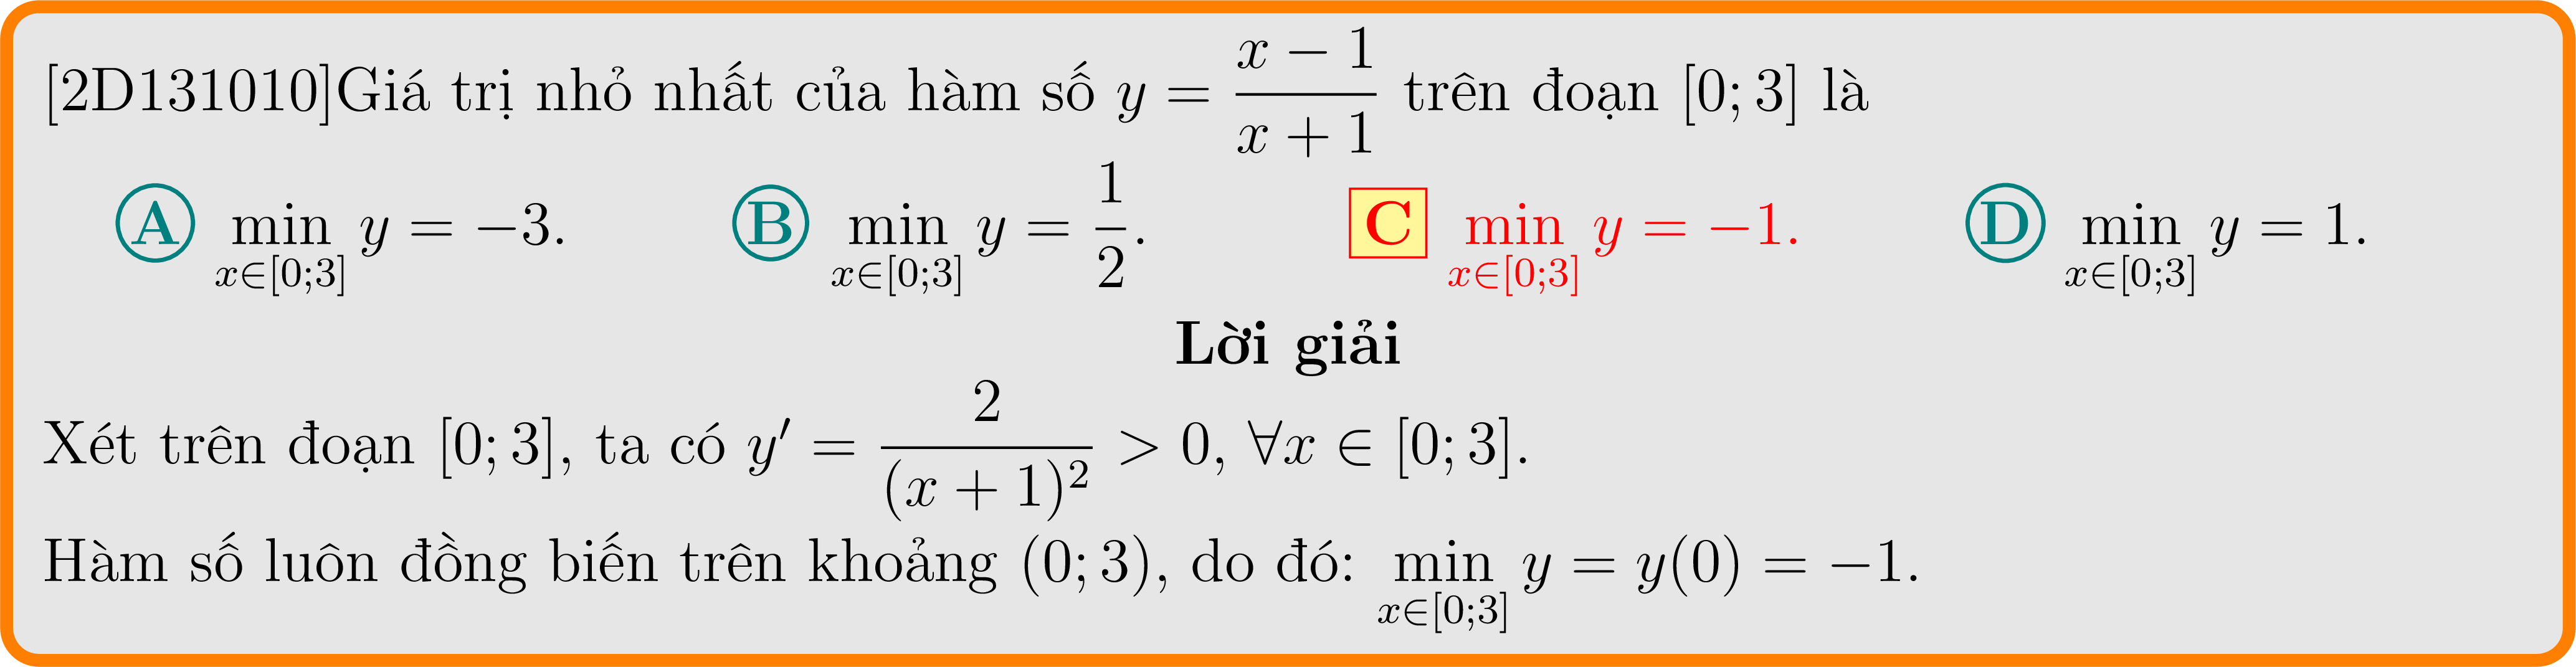 [2D131010]Giá trị nhỏ nhất của hàm số $y = \dfrac{x-1}{x+1}$ trên đoạn $[0;3]$ là
A $\min\limits_{x\in[0;3]} y = -3.$ B $\min\limits_{x\in[0;3]} y = \dfrac{1}{2}.$ C $\min\limits_{x\in[0;3]} y = -1.$ D $\min\limits_{x\in[0;3]} y = 1.$
Lời giải
Xét trên đoạn $[0;3]$, ta có $y' = \dfrac{2}{(x+1)^2} > 0, \forall x \in [0;3].$
Hàm số luôn đồng biến trên khoảng $(0;3)$, do đó: $\min\limits_{x\in[0;3]} y = y(0) = -1.$